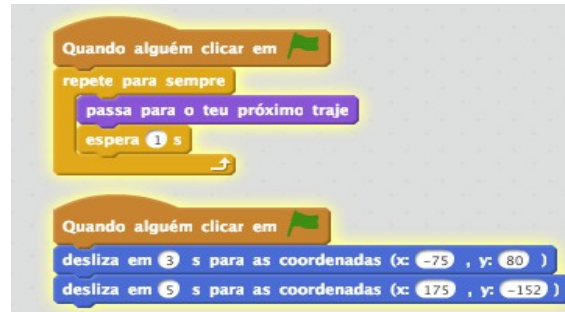 Quando alguém clicar em
repete para sempre
passa para o teu próximo traje
espera 1 s
Quando alguém clicar em
desliza em 3 s para as coordenadas (x: -75 , y: 80 )
desliza em 5 s para as coordenadas (x: 175 , y: -152 )